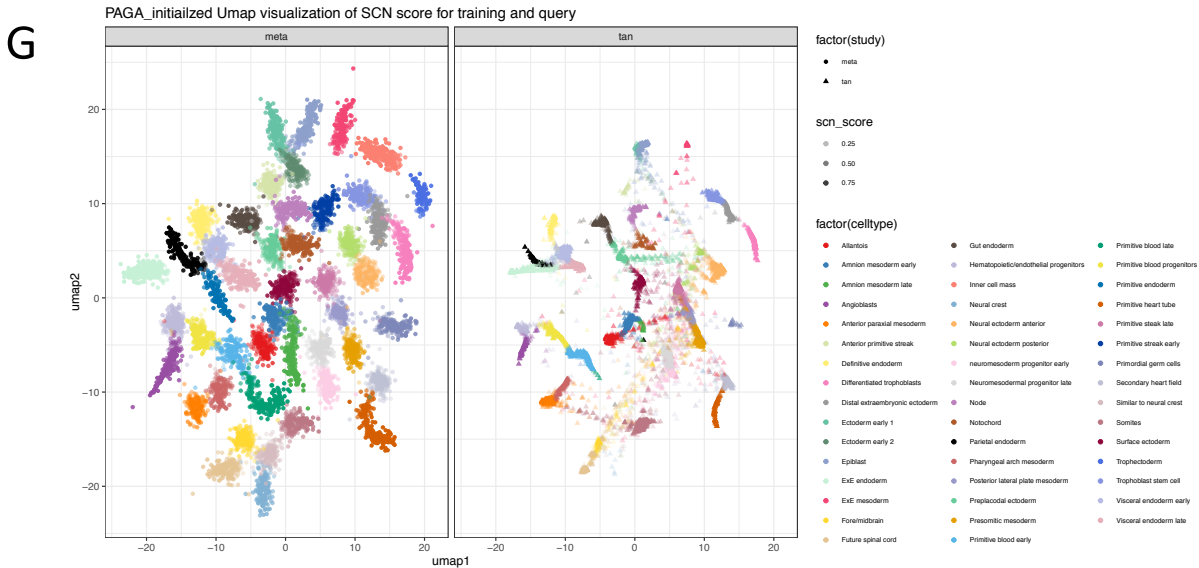 G
PAGA_initiailzed Umap visualization of SCN score for training and query
meta
tan
20
10
0
−10
−20
umap2
−20 −10 0 10 20
−20 −10 0 10 20
umap1
factor(study)
meta
tan
scn_score
0.25
0.50
0.75
factor(celltype)
Allantois
Amnion mesoderm early
Amnion mesoderm late
Angioblasts
Anterior paraxial mesoderm
Anterior primitive streak
Definitive endoderm
Differentiated trophoblasts
Distal extraembryonic ectoderm
Ectoderm early 1
Ectoderm early 2
Epiblast
ExE endoderm
ExE mesoderm
Fore/midbrain
Future spinal cord
Gut endoderm
Hematopoietic/endothelial progenitors
Inner cell mass
Neural crest
Neural ectoderm anterior
Neural ectoderm posterior
neuromesoderm progenitor early
Neuromesodermal progenitor late
Node
Notochord
Parietal endoderm
Pharyngeal arch mesoderm
Posterior lateral plate mesoderm
Preplacodal ectoderm
Presomitic mesoderm
Primitive blood early
Primitive blood late
Primitive blood progenitors
Primitive endoderm
Primitive heart tube
Primitive steak late
Primitive streak early
Primordial germ cells
Secondary heart field
Similar to neural crest
Somites
Surface ectoderm
Trophectoderm
Trophoblast stem cell
Visceral endoderm early
Visceral endoderm late